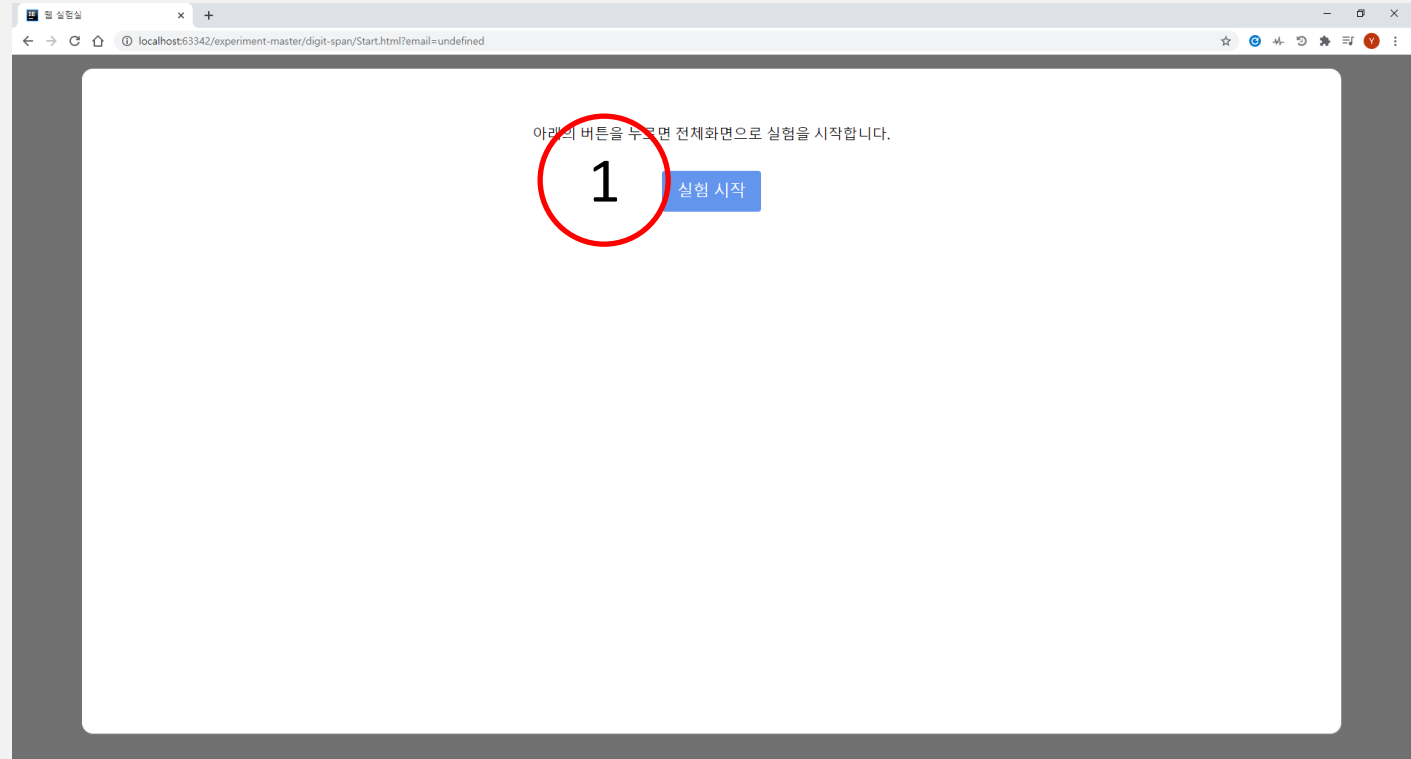 웹 실험실
localhost:63342/experiment-master/digit-span/Start.html?email=undefined
Y
아래의 버튼을 누르면 전체화면으로 실험을 시작합니다.
1
실험 시작